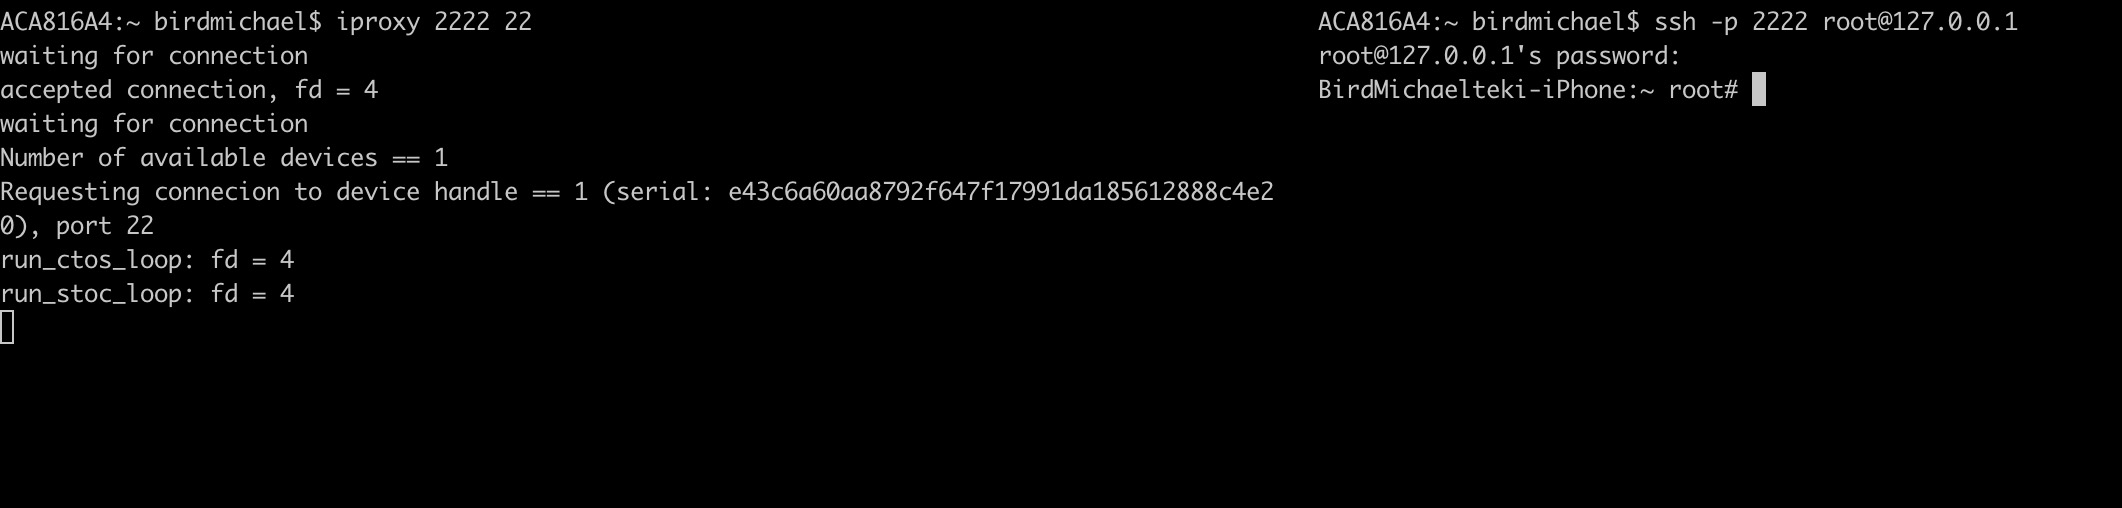 ACA816A4:~ birdmichael$ iproxy 2222 22
waiting for connection
accepted connection, fd = 4
waiting for connection
Number of available devices == 1
Requesting connecion to device handle == 1 (serial: e43c6a60aa8792f647f17991da185612888c4e2
0), port 22
run_ctos_loop: fd = 4
run_stoc_loop: fd = 4
ACA816A4:~ birdmichael$ ssh -p 2222 root@127.0.0.1
root@127.0.0.1's password:
BirdMichaelteki-iPhone:~ root#